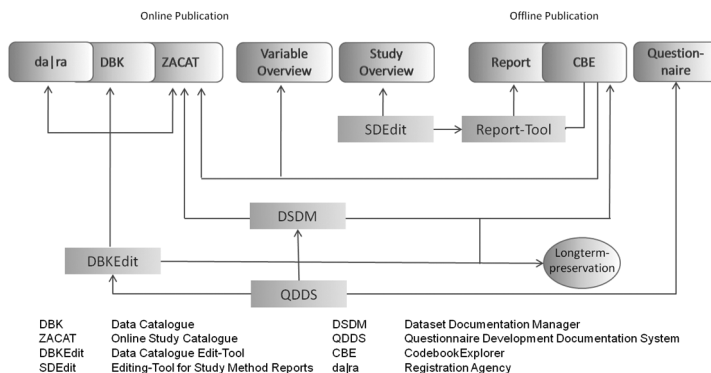 Online Publication
Offline Publication
da|ra
DBK
ZACAT
Variable
Overview
Study
Overview
Report
CBE
Question-
naire
SDEdit
Report-Tool
DSDM
DBKEdit
Longterm-
preservation
QDDS
DBK Data Catalogue
ZACAT Online Study Catalogue
DBKEdit Data Catalogue Edit-Tool
SDEdit Editing-Tool for Study Method Reports
DSDM Dataset Documentation Manager
QDDS Questionnaire Development Documentation System
CBE CodebookExplorer
da|ra Registration Agency